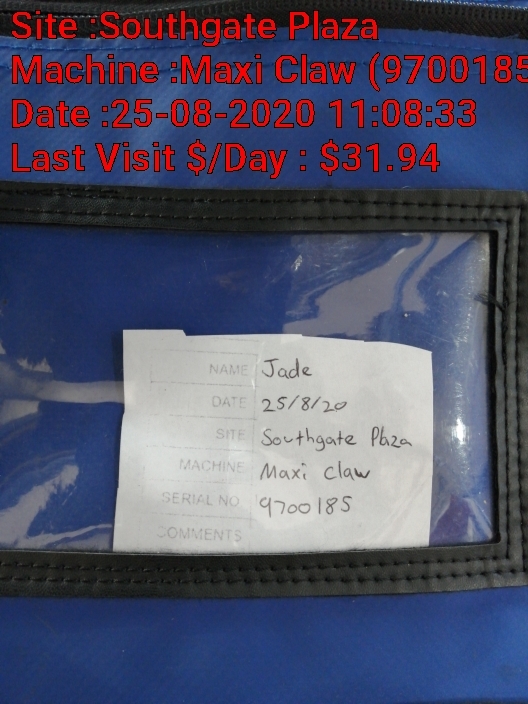 Site :Southgate Plaza
Machine :Maxi Claw (9700185
Date :25-08-2020 11:08:33
Last Visit $/Day : $31.94
NAME Jade
DATE 25/8/20
SITE Southgate Plaza
MACHINE Maxi Claw
SERIAL NO. 9700185
COMMENTS